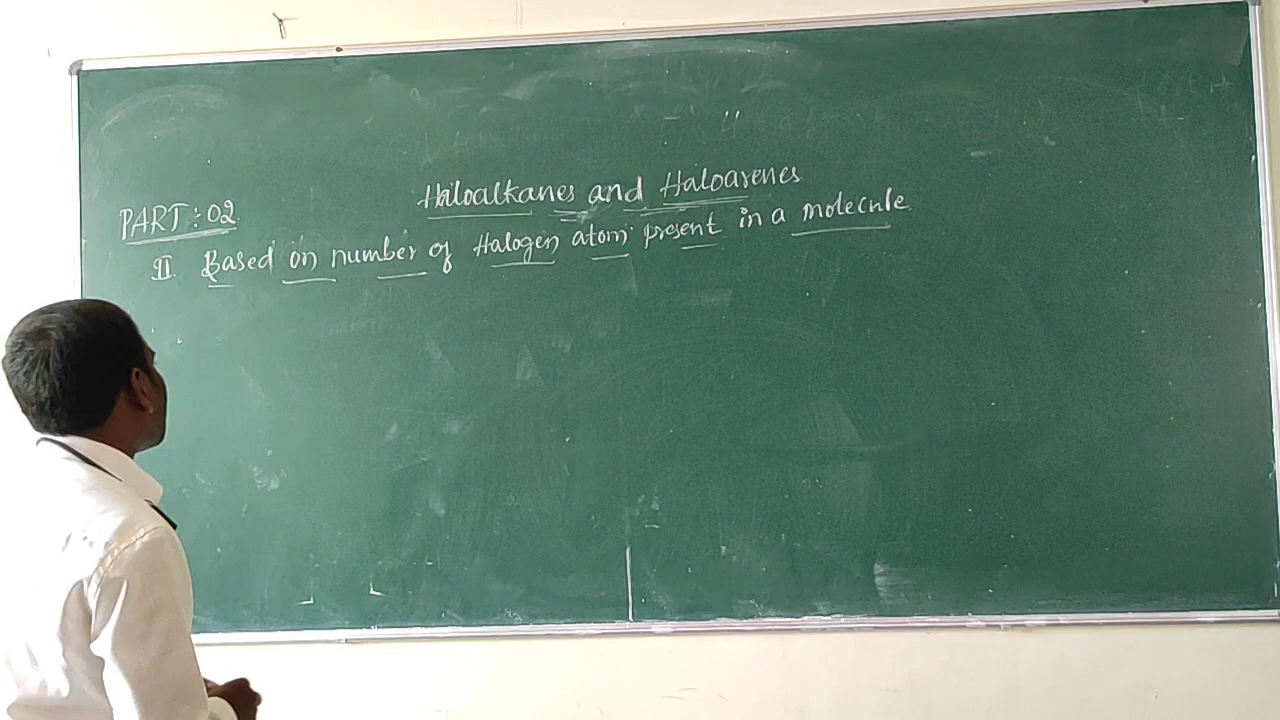 Haloalkanes and Haloarenes
PART:-02
II. Based on number of Halogen atom present in a molecule